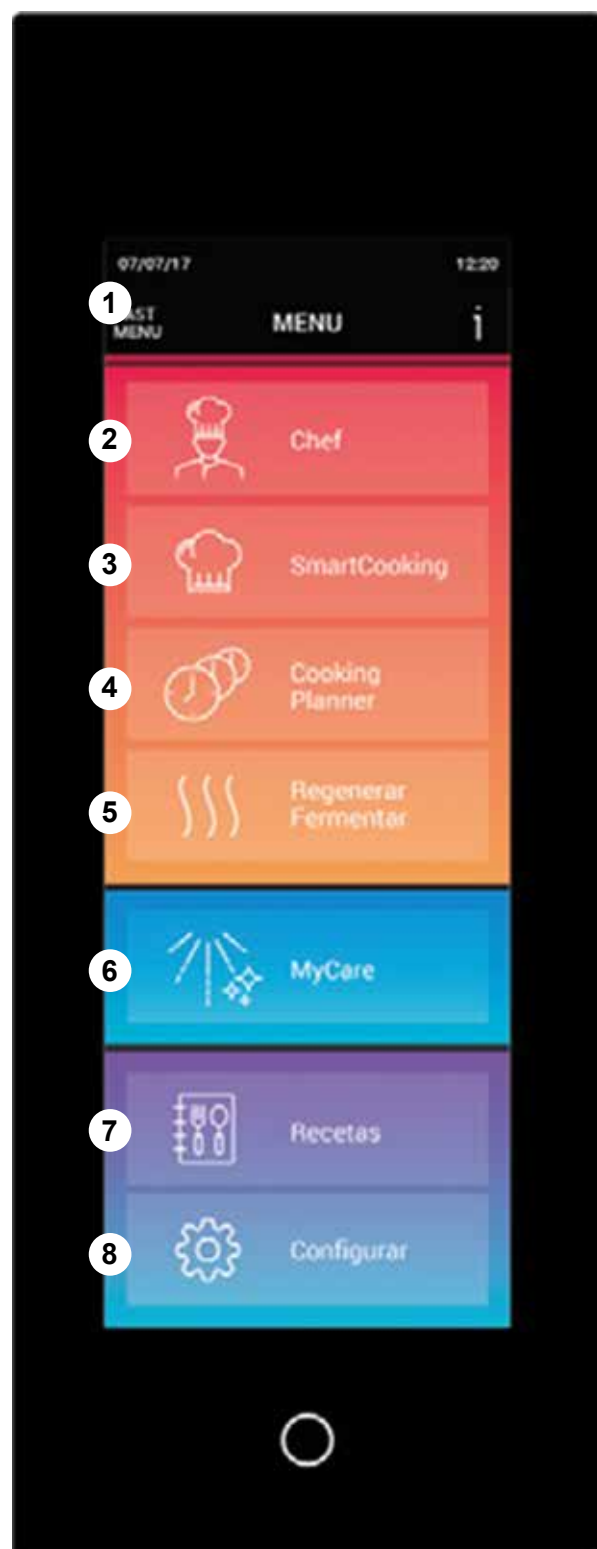 07/07/17 12:20
1
AST
MENU
MENU i
2 Chef
3 SmartCooking
4 Cooking
Planner
5 Regenerar
Fermentar
6 MyCare
7 Recetas
8 Configurar